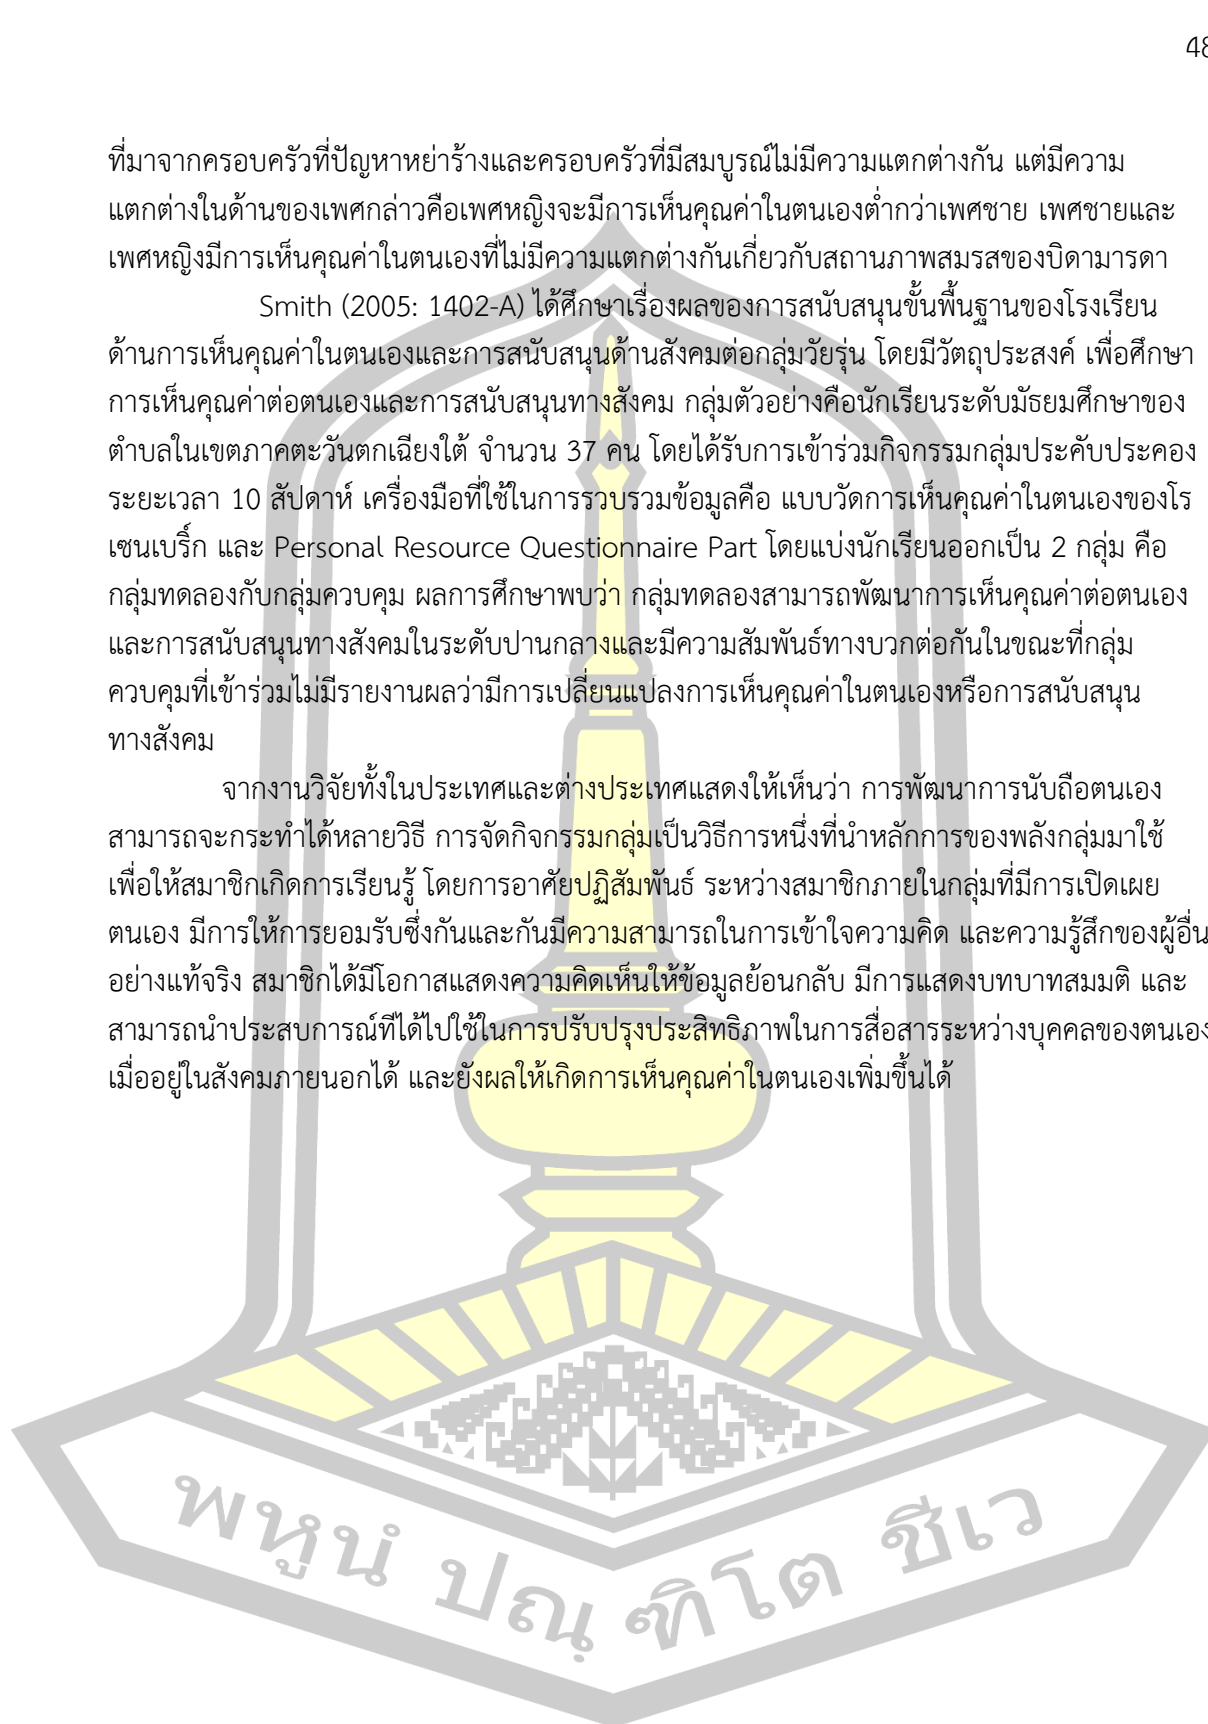 48
ที่มาจากครอบครัวที่ปัญหาหย่าร้างและครอบครัวที่มีสมบูรณ์ไม่มีความแตกต่างกัน แต่มีความ
แตกต่างในด้านของเพศกล่าวคือเพศหญิงจะมีการเห็นคุณค่าในตนเองต่ำกว่าเพศชาย เพศชายและ
เพศหญิงมีการเห็นคุณค่าในตนเองที่ไม่มีความแตกต่างกันเกี่ยวกับสถานภาพสมรสของบิดามารดา
Smith (2005: 1402-A) ได้ศึกษาเรื่องผลของการสนับสนุนขั้นพื้นฐานของโรงเรียน
ด้านการเห็นคุณค่าในตนเองและการสนับสนุนด้านสังคมต่อกลุ่มวัยรุ่น โดยมีวัตถุประสงค์ เพื่อศึกษา
การเห็นคุณค่าต่อตนเองและการสนับสนุนทางสังคม กลุ่มตัวอย่างคือนักเรียนระดับมัธยมศึกษาของ
ตำบลในเขตภาคตะวันตกเฉียงใต้ จำนวน 37 คน โดยได้รับการเข้าร่วมกิจกรรมกลุ่มประคับประคอง
ระยะเวลา 10 สัปดาห์ เครื่องมือที่ใช้ในการรวบรวมข้อมูลคือ แบบวัดการเห็นคุณค่าในตนเองของโร
เซนเบริ์ก และ Personal Resource Questionnaire Part โดยแบ่งนักเรียนออกเป็น 2 กลุ่ม คือ
กลุ่มทดลองกับกลุ่มควบคุม ผลการศึกษาพบว่า กลุ่มทดลองสามารถพัฒนาการเห็นคุณค่าต่อตนเอง
และการสนับสนุนทางสังคมในระดับปานกลางและมีความสัมพันธ์ทางบวกต่อกันในขณะที่กลุ่ม
ควบคุมที่เข้าร่วมไม่มีรายงานผลว่ามีการเปลี่ยนแปลงการเห็นคุณค่าในตนเองหรือการสนับสนุน
ทางสังคม
จากงานวิจัยทั้งในประเทศและต่างประเทศแสดงให้เห็นว่า การพัฒนาการนับถือตนเอง
สามารถจะกระทำได้หลายวิธี การจัดกิจกรรมกลุ่มเป็นวิธีการหนึ่งที่นำหลักการของพลังกลุ่มมาใช้
เพื่อให้สมาชิกเกิดการเรียนรู้ โดยการอาศัยปฏิสัมพันธ์ ระหว่างสมาชิกภายในกลุ่มที่มีการเปิดเผย
ตนเอง มีการให้การยอมรับซึ่งกันและกันมีความสามารถในการเข้าใจความคิด และความรู้สึกของผู้อื่น
อย่างแท้จริง สมาชิกได้มีโอกาสแสดงความคิดเห็นให้ข้อมูลย้อนกลับ มีการแสดงบทบาทสมมติ และ
สามารถนำประสบการณ์ที่ได้ไปใช้ในการปรับปรุงประสิทธิภาพในการสื่อสารระหว่างบุคคลของตนเอง
เมื่ออยู่ในสังคมภายนอกได้ และยังผลให้เกิดการเห็นคุณค่าในตนเองเพิ่มขึ้นได้
พหูนํ ปณฺ ฑิโต ชีเว